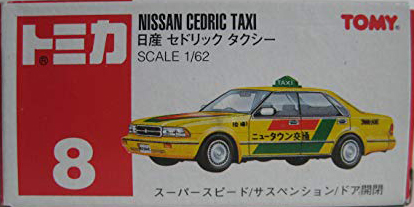 トミカ
NISSAN CEDRIC TAXI
TOMY
日産 セドリック タクシー
SCALE 1/62
TAXI
ニュータウン交通
8
スーパースピード/サスペンション/ドア開閉